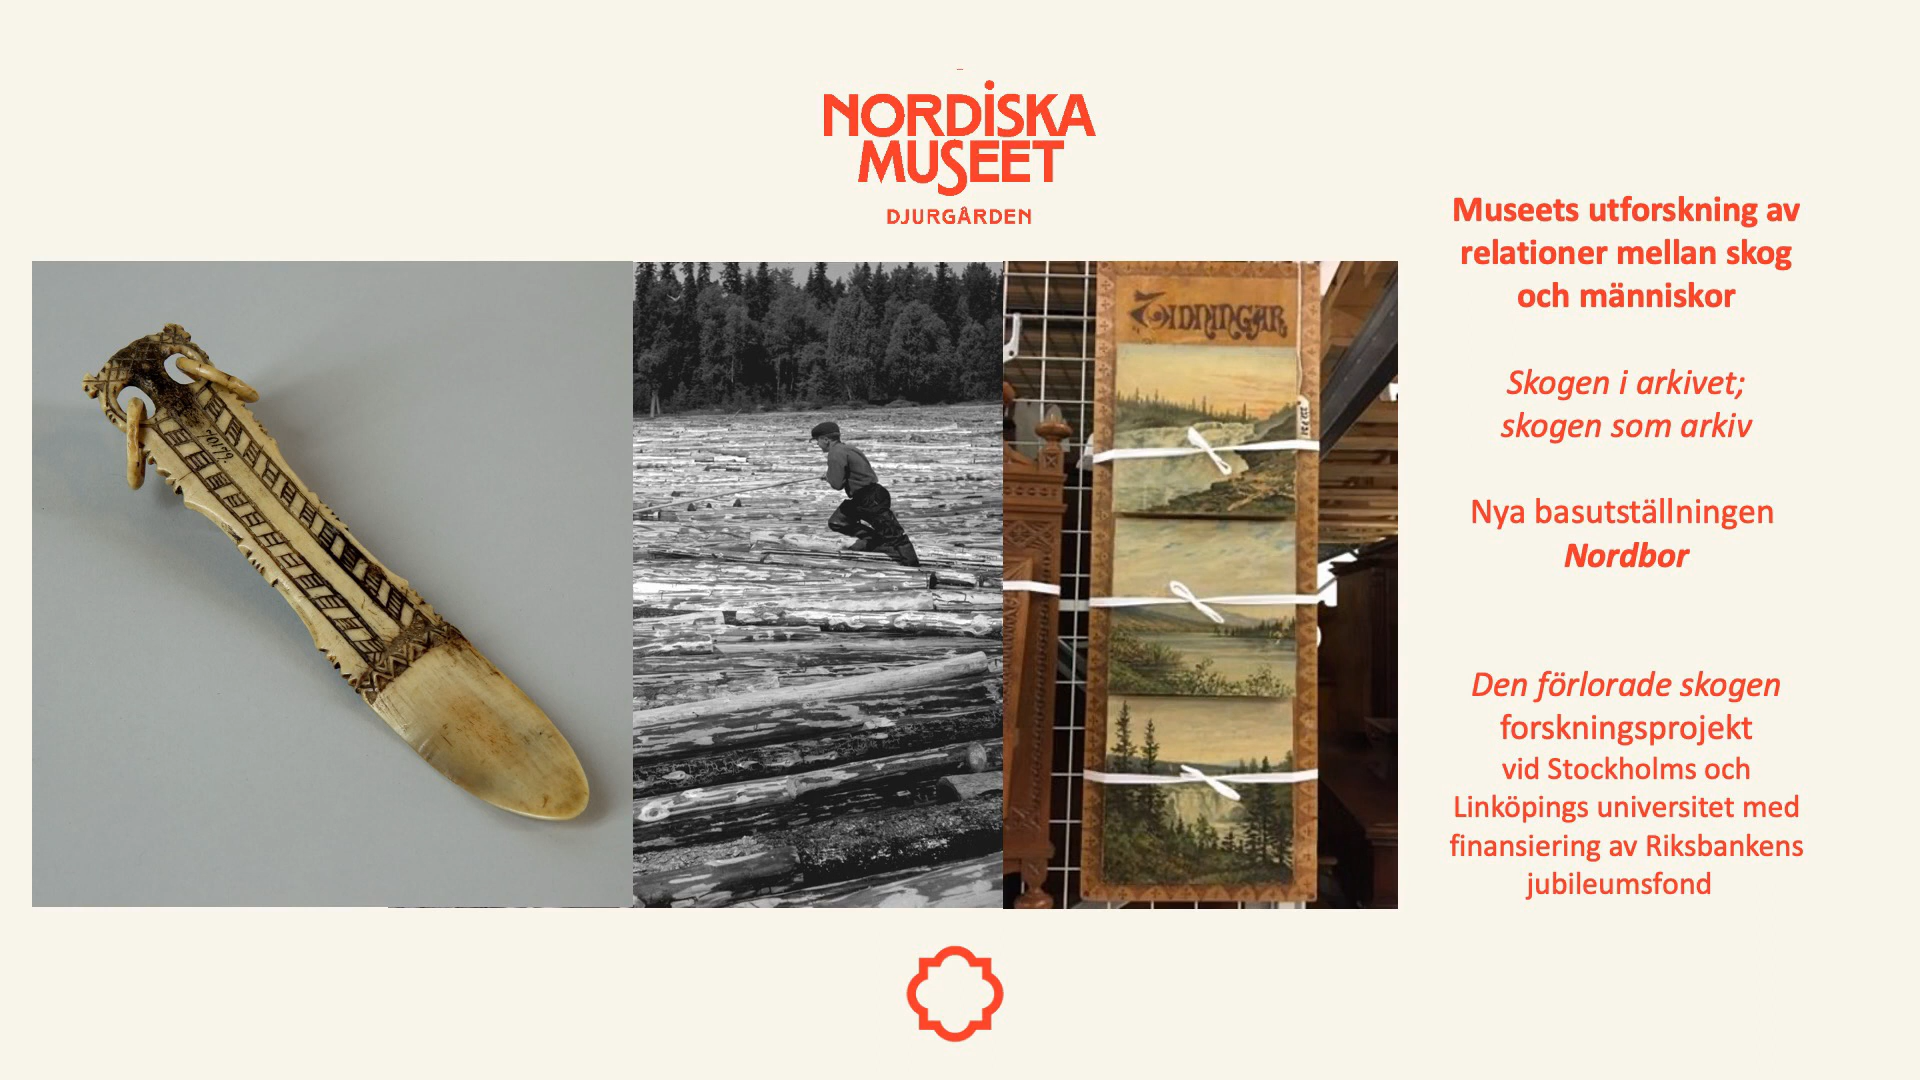 NORDISKA
MUSEET
DJURGÅRDEN
Museets utforskning av
relationer mellan skog
och människor
Skogen i arkivet;
skogen som arkiv
Nya basutställningen
Nordbor
Den förlorade skogen
forskningsprojekt
vid Stockholms och
Linköpings universitet med
finansiering av Riksbankens
jubileumsfond
70179.
TIDNINGAR